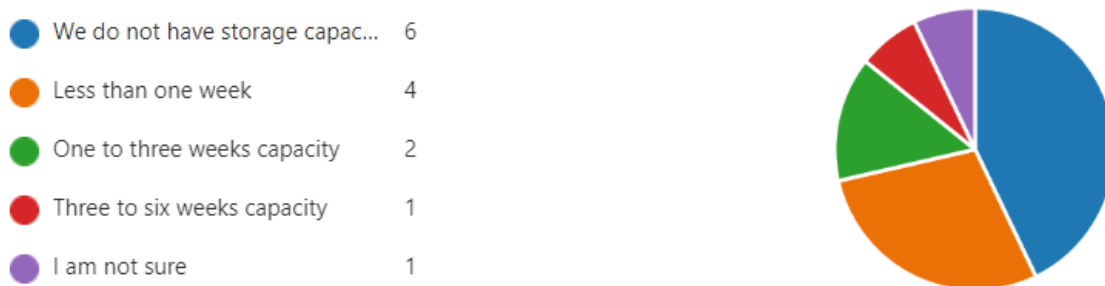 We do not have storage capac... 6
Less than one week 4
One to three weeks capacity 2
Three to six weeks capacity 1
I am not sure 1